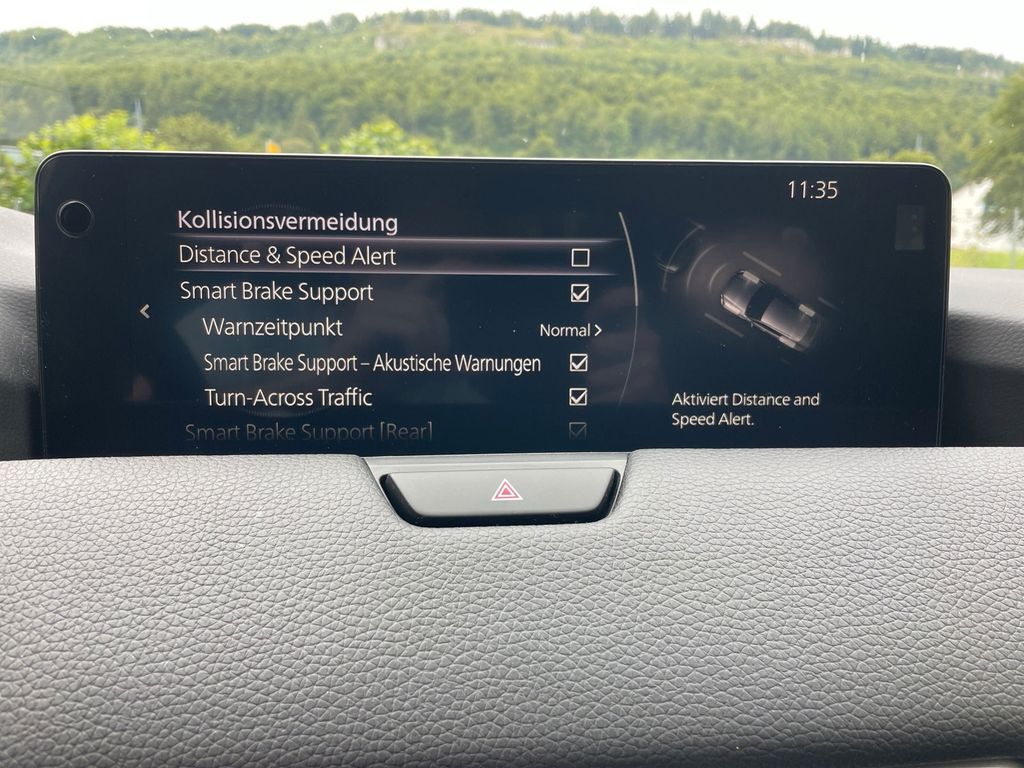 11:35
Kollisionsvermeidung
Distance & Speed Alert
Smart Brake Support
Warnzeitpunkt Normal
Smart Brake Support – Akustische Warnungen
Turn-Across Traffic
Smart Brake Support [Rear]
Aktiviert Distance and
Speed Alert.